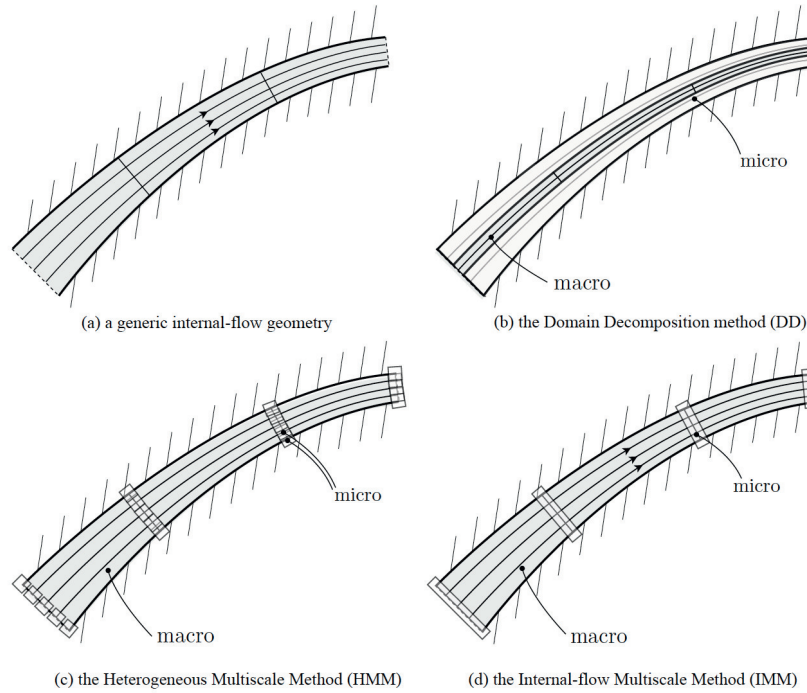 micro
macro
(a) a generic internal-flow geometry
(b) the Domain Decomposition method (DD)
micro
micro
macro
macro
(c) the Heterogeneous Multiscale Method (HMM)
(d) the Internal-flow Multiscale Method (IMM)